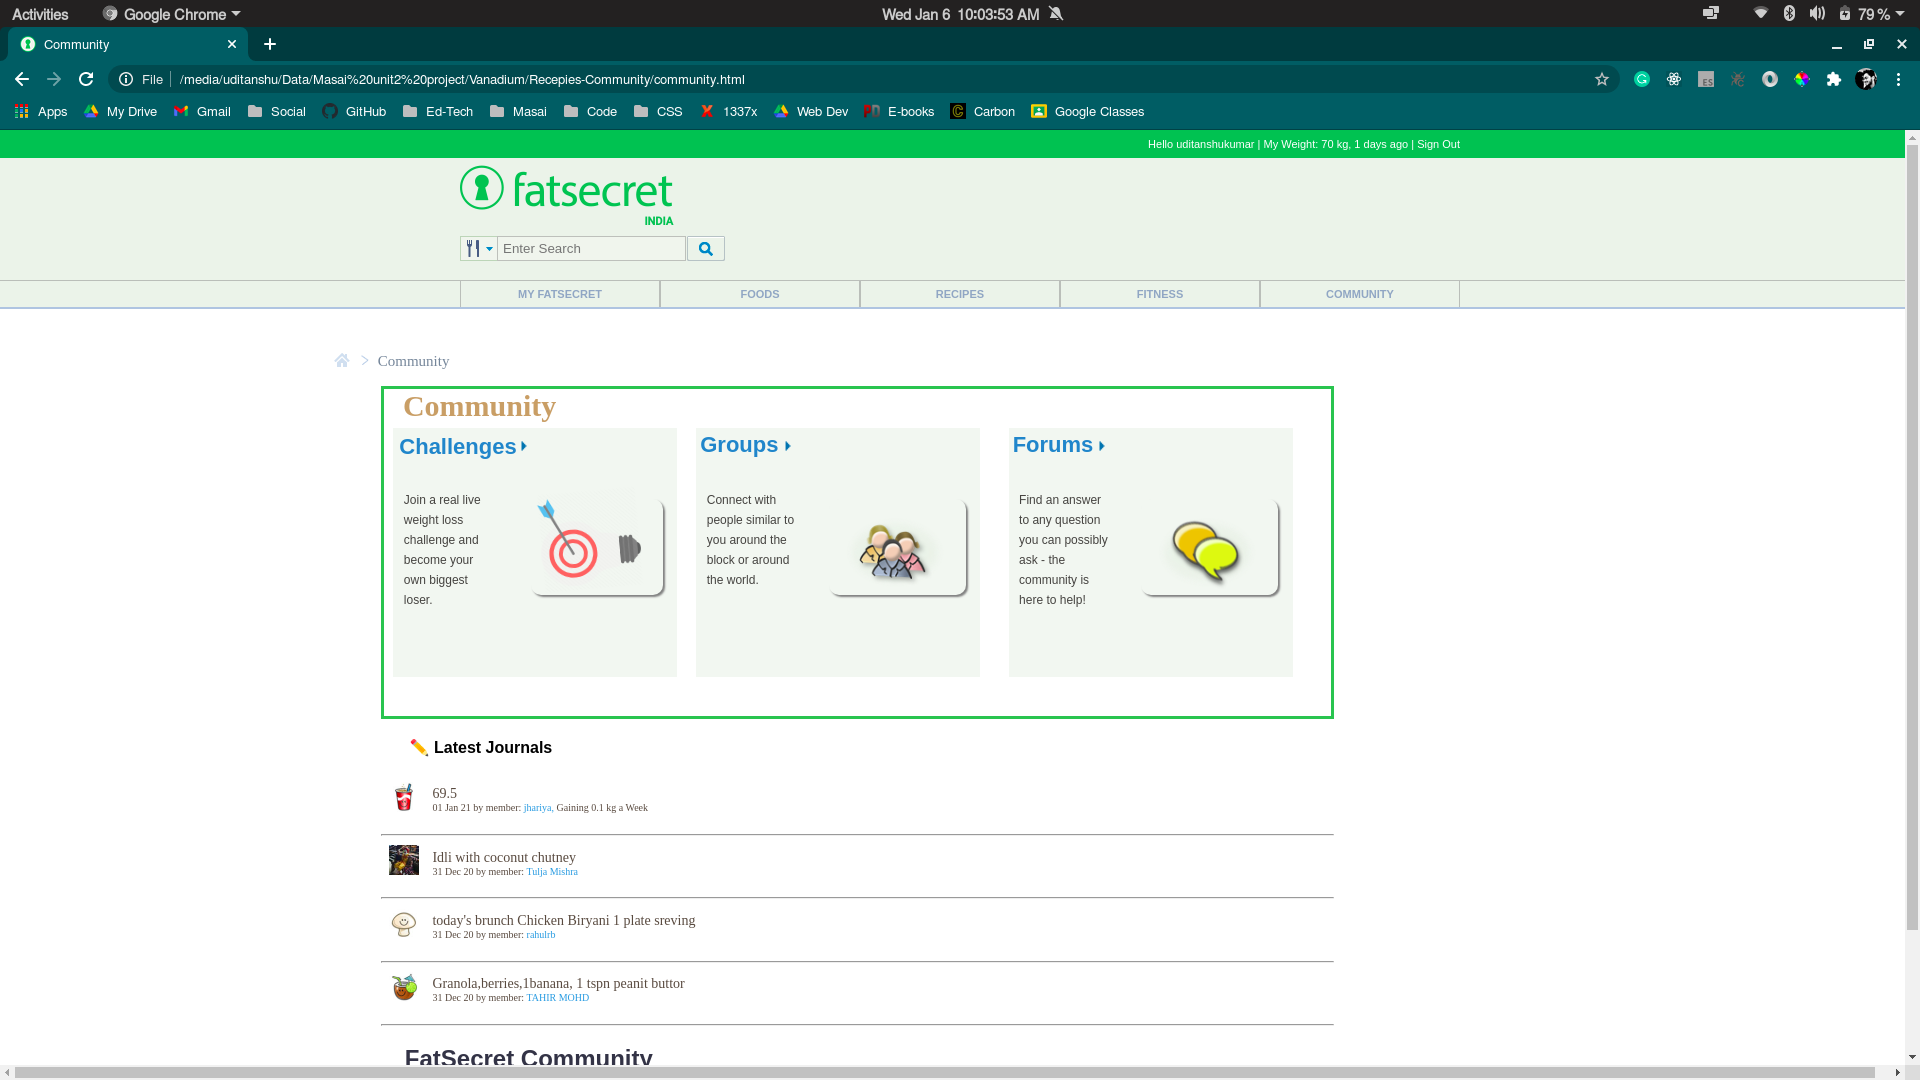 Activities
Google Chrome
Wed Jan 6 10:03:53 AM
79 %
Community
File
/media/uditanshu/Data/Masai%20unit2%20project/Vanadium/Recepies-Community/community.html
Apps
My Drive
Gmail
Social
GitHub
Ed-Tech
Masai
Code
CSS
1337x
Web Dev
E-books
Carbon
Google Classes
Hello uditanshukumar | My Weight: 70 kg, 1 days ago | Sign Out
fatsecret
INDIA
Enter Search
MY FATSECRET
FOODS
RECIPES
FITNESS
COMMUNITY
Community
Community
Challenges
Join a real live
weight loss
challenge and
become your
own biggest
loser.
Groups
Connect with
people similar to
you around the
block or around
the world.
Forums
Find an answer
to any question
you can possibly
ask - the
community is
here to help!
Latest Journals
69.5
01 Jan 21 by member: jhariya, Gaining 0.1 kg a Week
Idli with coconut chutney
31 Dec 20 by member: Tulja Mishra
today's brunch Chicken Biryani 1 plate sreving
31 Dec 20 by member: rahulrb
Granola,berries,1banana, 1 tspn peanit buttor
31 Dec 20 by member: TAHIR MOHD
FatSecret Community